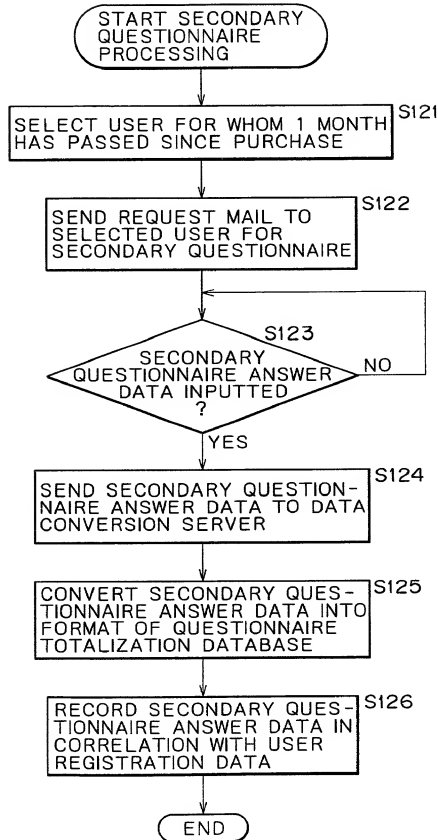 START SECONDARY
QUESTIONNAIRE
PROCESSING
S121
SELECT USER FOR WHOM 1 MONTH
HAS PASSED SINCE PURCHASE
S122
SEND REQUEST MAIL TO
SELECTED USER FOR
SECONDARY QUESTIONNAIRE
S123
SECONDARY
QUESTIONNAIRE ANSWER
DATA INPUTTED
?
NO
YES
S124
SEND SECONDARY QUESTION-
NAIRE ANSWER DATA TO DATA
CONVERSION SERVER
S125
CONVERT SECONDARY QUES-
TIONNAIRE ANSWER DATA INTO
FORMAT OF QUESTIONNAIRE
TOTALIZATION DATABASE
S126
RECORD SECONDARY QUES-
TIONNAIRE ANSWER DATA IN
CORRELATION WITH USER
REGISTRATION DATA
END